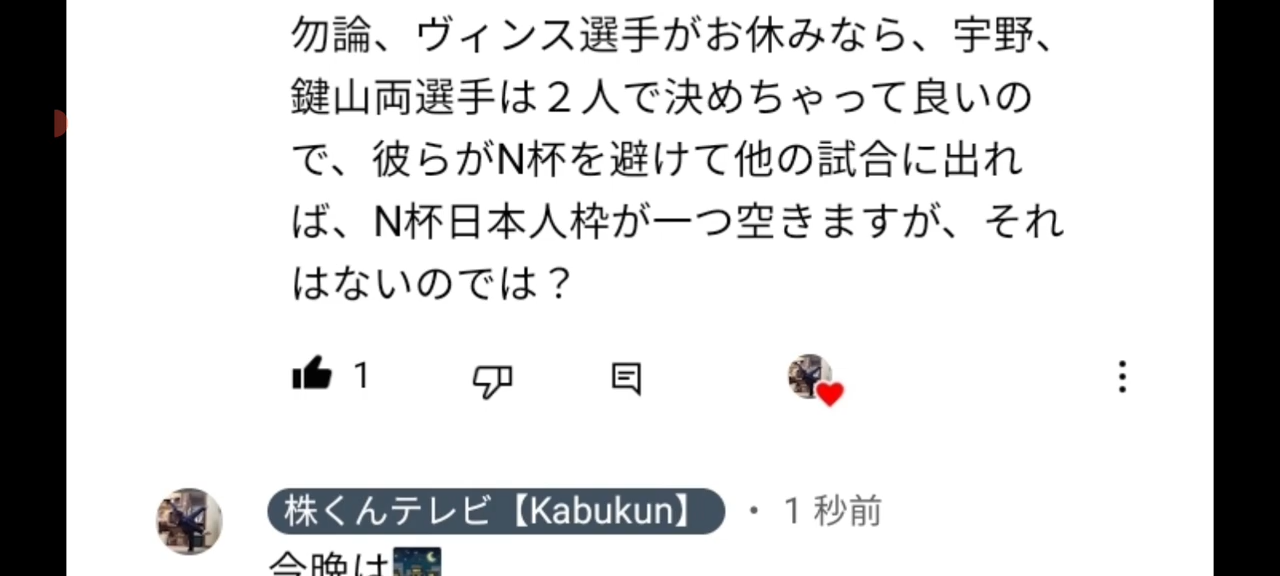 勿論、ヴィンス選手がお休みなら、宇野、
鍵山両選手は２人で決めちゃって良いの
で、彼らがN杯を避けて他の試合に出れ
ば、N杯日本人枠が一つ空きますが、それ
はないのでは？
1
株くんテレビ【Kabukun】 ・ 1 秒前
今晩は